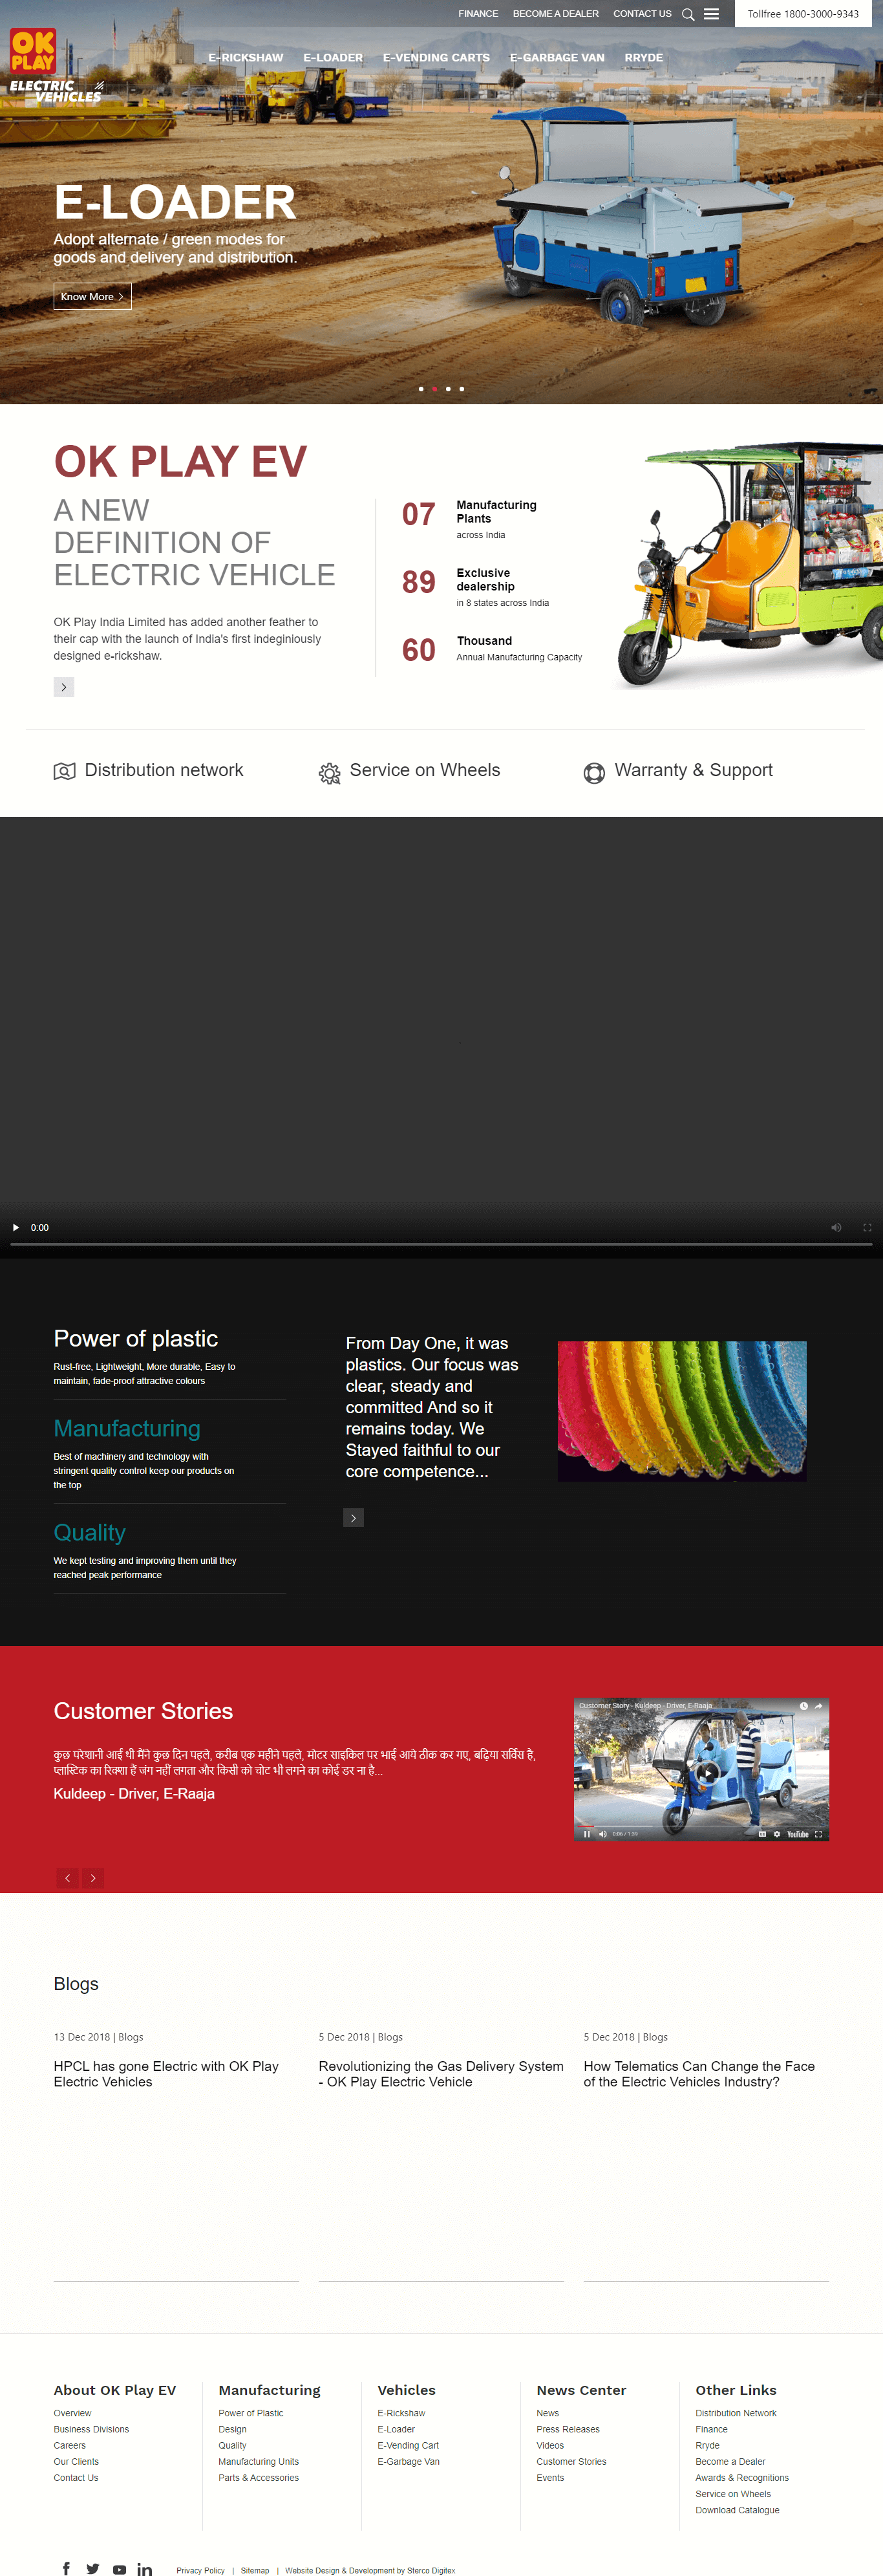 FINANCE BECOME A DEALER CONTACT US Tollfree 1800-3000-9343
OK PLAY
ELECTRIC VEHICLES
E-RICKSHAW E-LOADER E-VENDING CARTS E-GARBAGE VAN RRYDE
E-LOADER
Adopt alternate / green modes for
goods and delivery and distribution.
Know More
OK PLAY EV
A NEW
DEFINITION OF
ELECTRIC VEHICLE
OK Play India Limited has added another feather to
their cap with the launch of India's first indeginiously
designed e-rickshaw.
07 Manufacturing
Plants
across India
89 Exclusive
dealership
in 8 states across India
60 Thousand
Annual Manufacturing Capacity
Distribution network
Service on Wheels
Warranty & Support
0:00
Power of plastic
Rust-free, Lightweight, More durable, Easy to
maintain, fade-proof attractive colours
Manufacturing
Best of machinery and technology with
stringent quality control keep our products on
the top
Quality
We kept testing and improving them until they
reached peak performance
From Day One, it was
plastics. Our focus was
clear, steady and
committed And so it
remains today. We
Stayed faithful to our
core competence...
Customer Stories
कुछ परेशानी आई थी मैंने कुछ दिन पहले, करीब एक महीने पहले, मोटर साइकिल पर भाई आये ठीक कर गए, बढ़िया सर्विस है,
प्लास्टिक का रिक्शा हैं जंग नहीं लगता और किसी को चोट भी लगने का कोई डर ना है...
Kuldeep - Driver, E-Raaja
Customer Story - Kuldeep - Driver, E-Raaja
0:06 / 1:39
YouTube
Blogs
13 Dec 2018 | Blogs
HPCL has gone Electric with OK Play
Electric Vehicles
5 Dec 2018 | Blogs
Revolutionizing the Gas Delivery System
- OK Play Electric Vehicle
5 Dec 2018 | Blogs
How Telematics Can Change the Face
of the Electric Vehicles Industry?
About OK Play EV
Overview
Business Divisions
Careers
Our Clients
Contact Us
Manufacturing
Power of Plastic
Design
Quality
Manufacturing Units
Parts & Accessories
Vehicles
E-Rickshaw
E-Loader
E-Vending Cart
E-Garbage Van
News Center
News
Press Releases
Videos
Customer Stories
Events
Other Links
Distribution Network
Finance
Rryde
Become a Dealer
Awards & Recognitions
Service on Wheels
Download Catalogue
Privacy Policy | Sitemap | Website Design & Development by Sterco Digitex